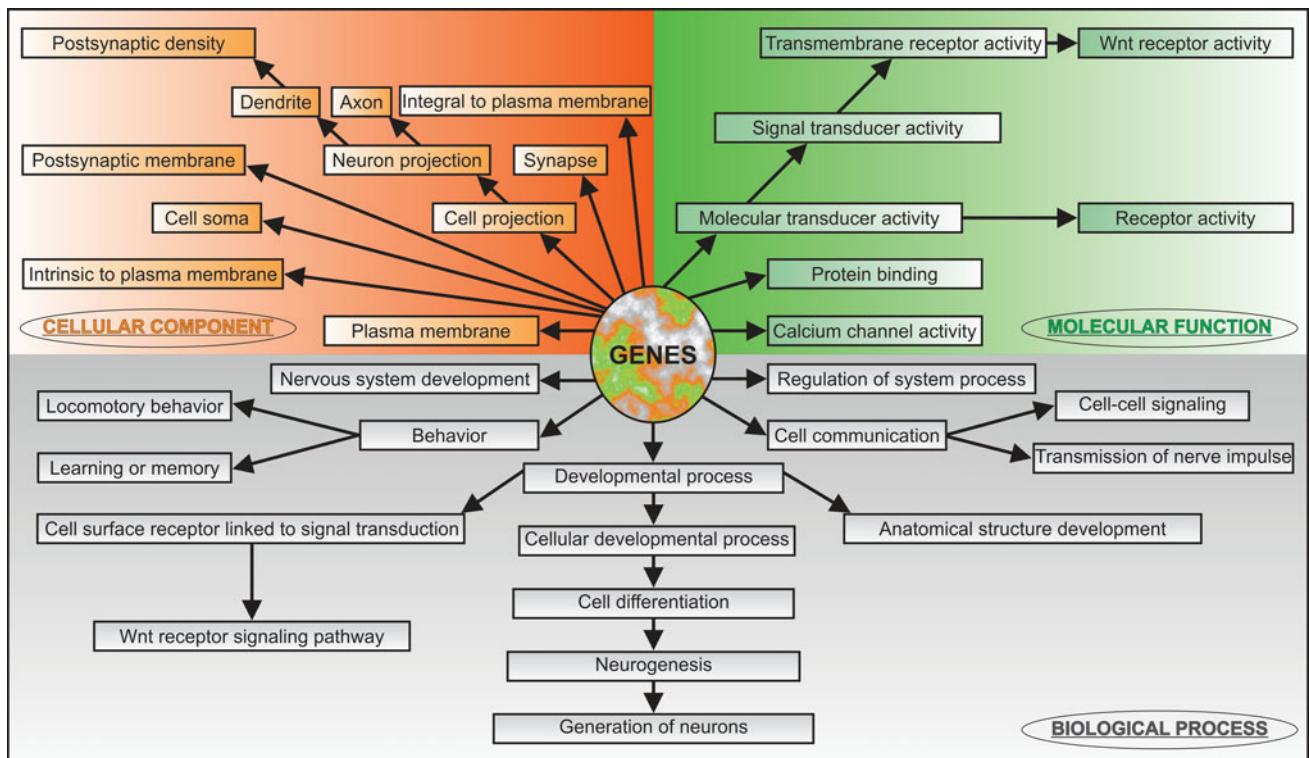 Postsynaptic density
Transmembrane receptor activity
Wnt receptor activity
Dendrite
Axon
Integral to plasma membrane
Signal transducer activity
Postsynaptic membrane
Neuron projection
Synapse
Cell soma
Cell projection
Molecular transducer activity
Receptor activity
Intrinsic to plasma membrane
Protein binding
CELLULAR COMPONENT
Plasma membrane
Calcium channel activity
MOLECULAR FUNCTION
GENES
Nervous system development
Regulation of system process
Locomotory behavior
Cell-cell signaling
Behavior
Cell communication
Learning or memory
Transmission of nerve impulse
Developmental process
Cell surface receptor linked to signal transduction
Cellular developmental process
Anatomical structure development
Cell differentiation
Wnt receptor signaling pathway
Neurogenesis
Generation of neurons
BIOLOGICAL PROCESS